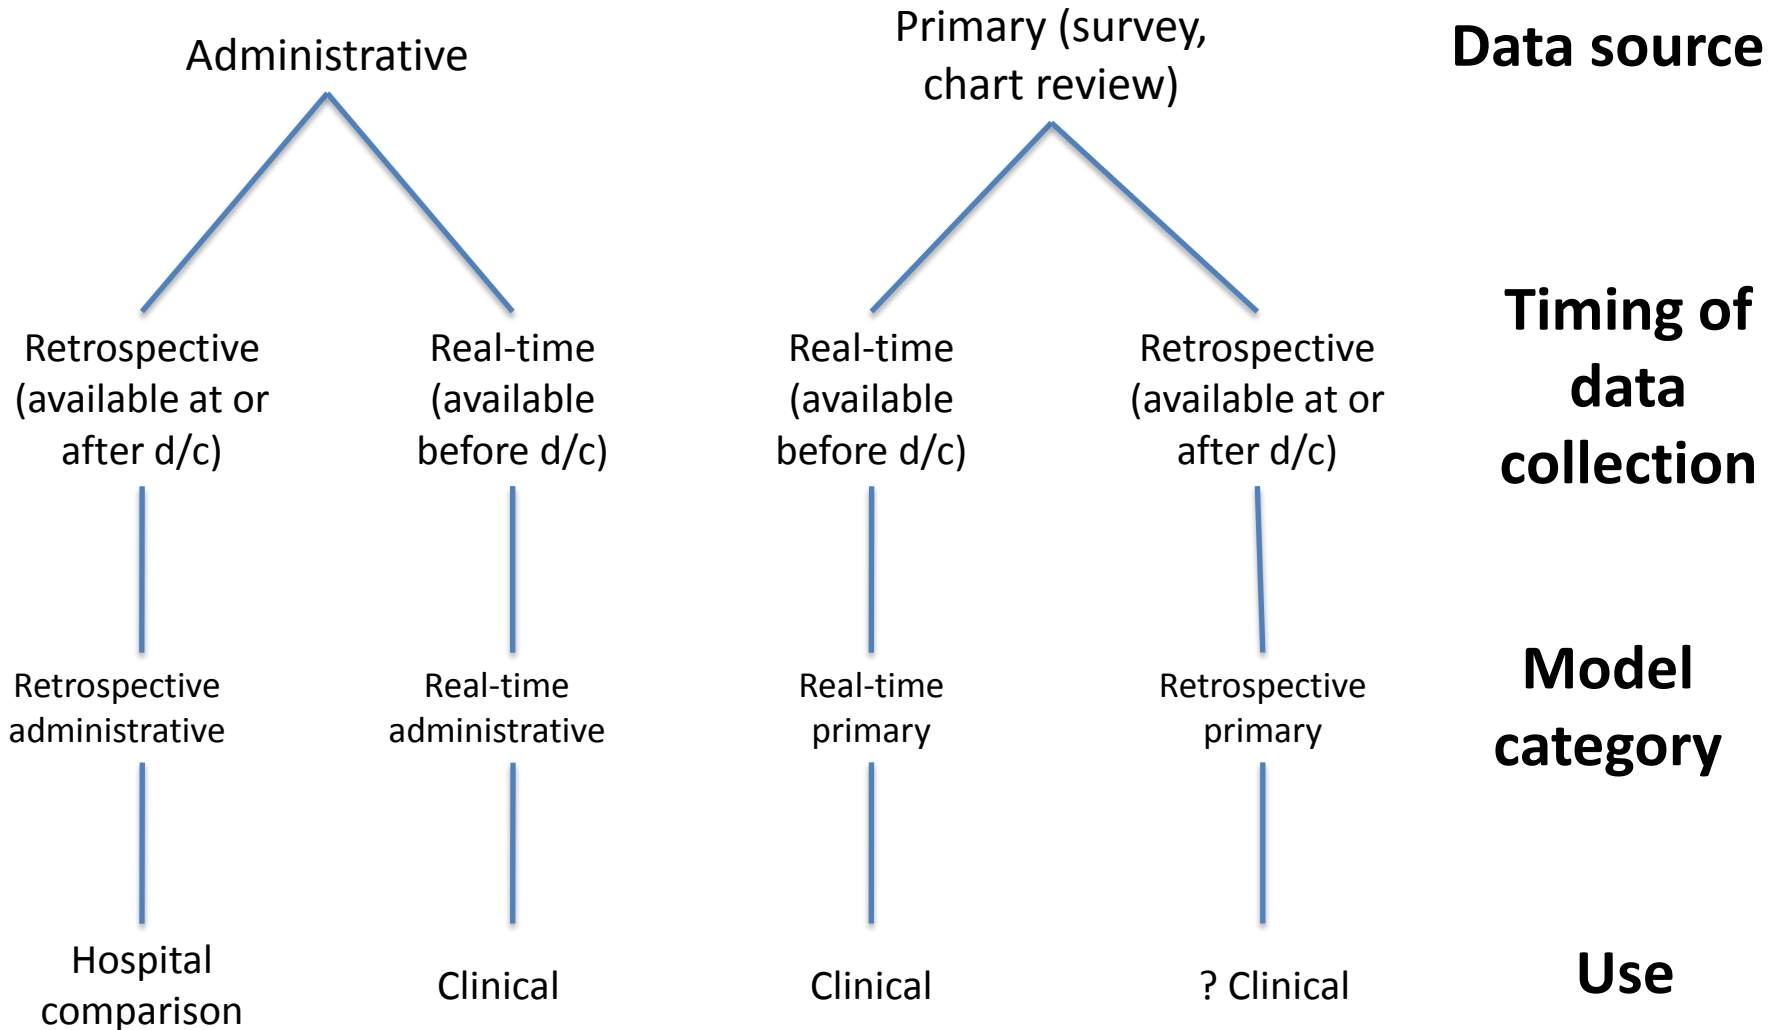 Administrative
Primary (survey,
chart review)
Data source
Retrospective
(available at or
after d/c)
Real-time
(available
before d/c)
Real-time
(available
before d/c)
Retrospective
(available at or
after d/c)
Timing of
data
collection
Retrospective
administrative
Real-time
administrative
Real-time
primary
Retrospective
primary
Model
category
Hospital
comparison
Clinical
Clinical
? Clinical
Use